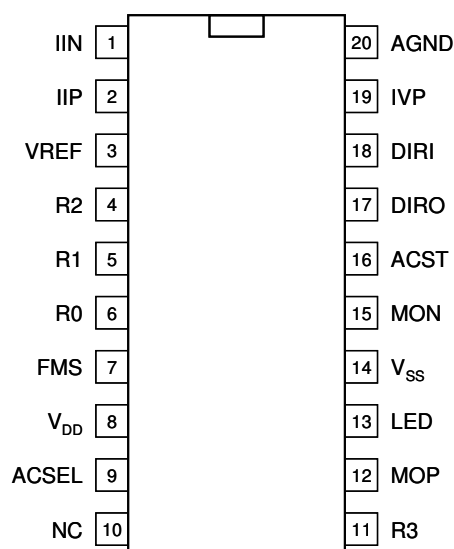 IIN 1 20 AGND
IIP 2 19 IVP
VREF 3 18 DIRI
R2 4 17 DIRO
R1 5 16 ACST
R0 6 15 MON
FMS 7 14 VSS
VDD 8 13 LED
ACSEL 9 12 MOP
NC 10 11 R3